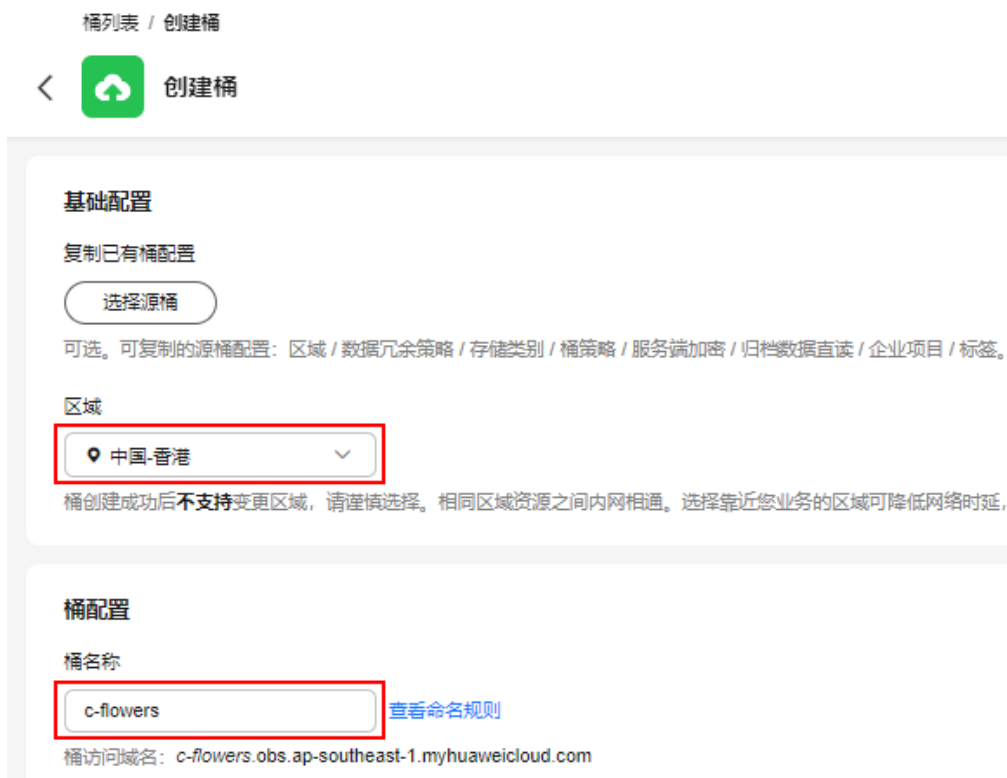 桶列表 / 创建桶
创建桶
基础配置
复制已有桶配置
选择源桶
可选。可复制的源桶配置：区域 / 数据冗余策略 / 存储类别 / 桶策略 / 服务端加密 / 归档数据直读 / 企业项目 / 标签。
区域
中国-香港
桶创建成功后不支持变更区域，请谨慎选择。相同区域资源之间内网相通。选择靠近您业务的区域可降低网络时延，
桶配置
桶名称
c-flowers 查看命名规则
桶访问域名：c-flowers.obs.ap-southeast-1.myhuaweicloud.com